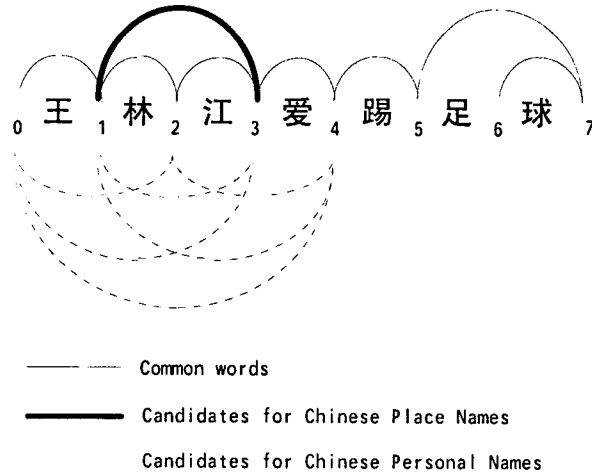 王 林 江 爱 踢 足 球
0 1 2 3 4 5 6 7
Common words
Candidates for Chinese Place Names
Candidates for Chinese Personal Names